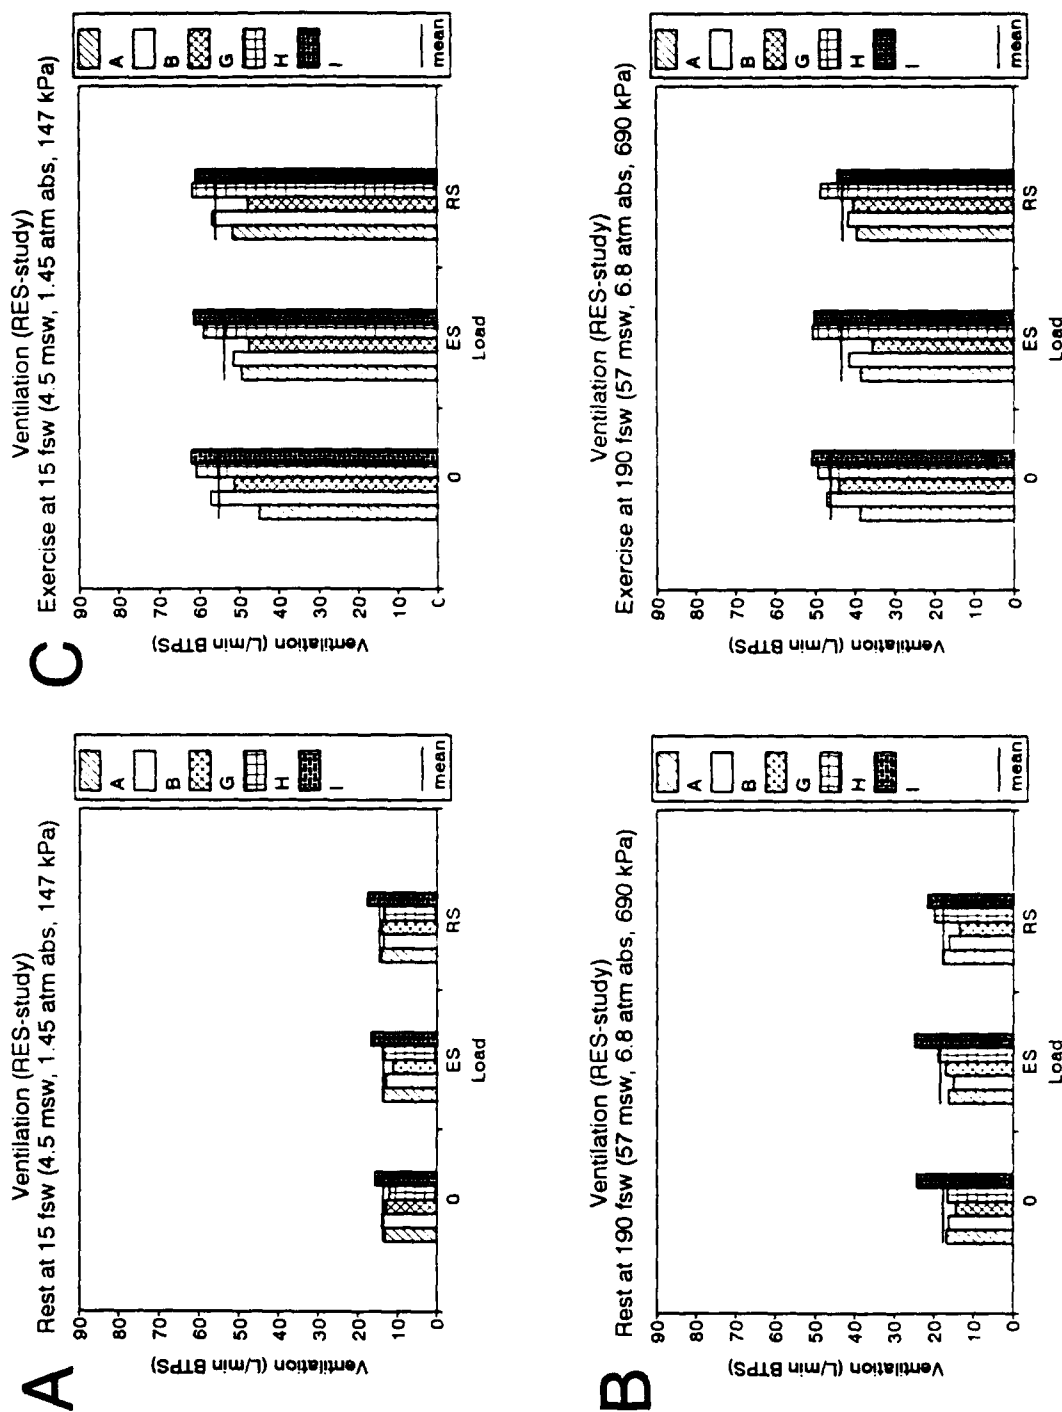 A
Ventilation (RES-study)
Rest at 15 fsw (4.5 msw, 1.45 atm abs, 147 kPa)
Ventilation (L/min BTPS)
90
80
70
60
50
40
30
20
10
0
0
ES
RS
Load
A
B
G
H
I
mean
C
Ventilation (RES-study)
Exercise at 15 fsw (4.5 msw, 1.45 atm abs, 147 kPa)
Ventilation (L/min BTPS)
90
80
70
60
50
40
30
20
10
C
0
ES
RS
Load
A
B
G
H
I
mean
B
Ventilation (RES-study)
Rest at 190 fsw (57 msw, 6.8 atm abs, 690 kPa)
Ventilation (L/min BTPS)
90
80
70
60
50
40
30
20
10
0
0
ES
RS
Load
A
B
G
H
I
mean
Ventilation (RES-study)
Exercise at 190 fsw (57 msw, 6.8 atm abs, 690 kPa)
Ventilation (L/min BTPS)
90
80
70
60
50
40
30
20
10
0
0
ES
RS
Load
A
B
G
H
I
mean